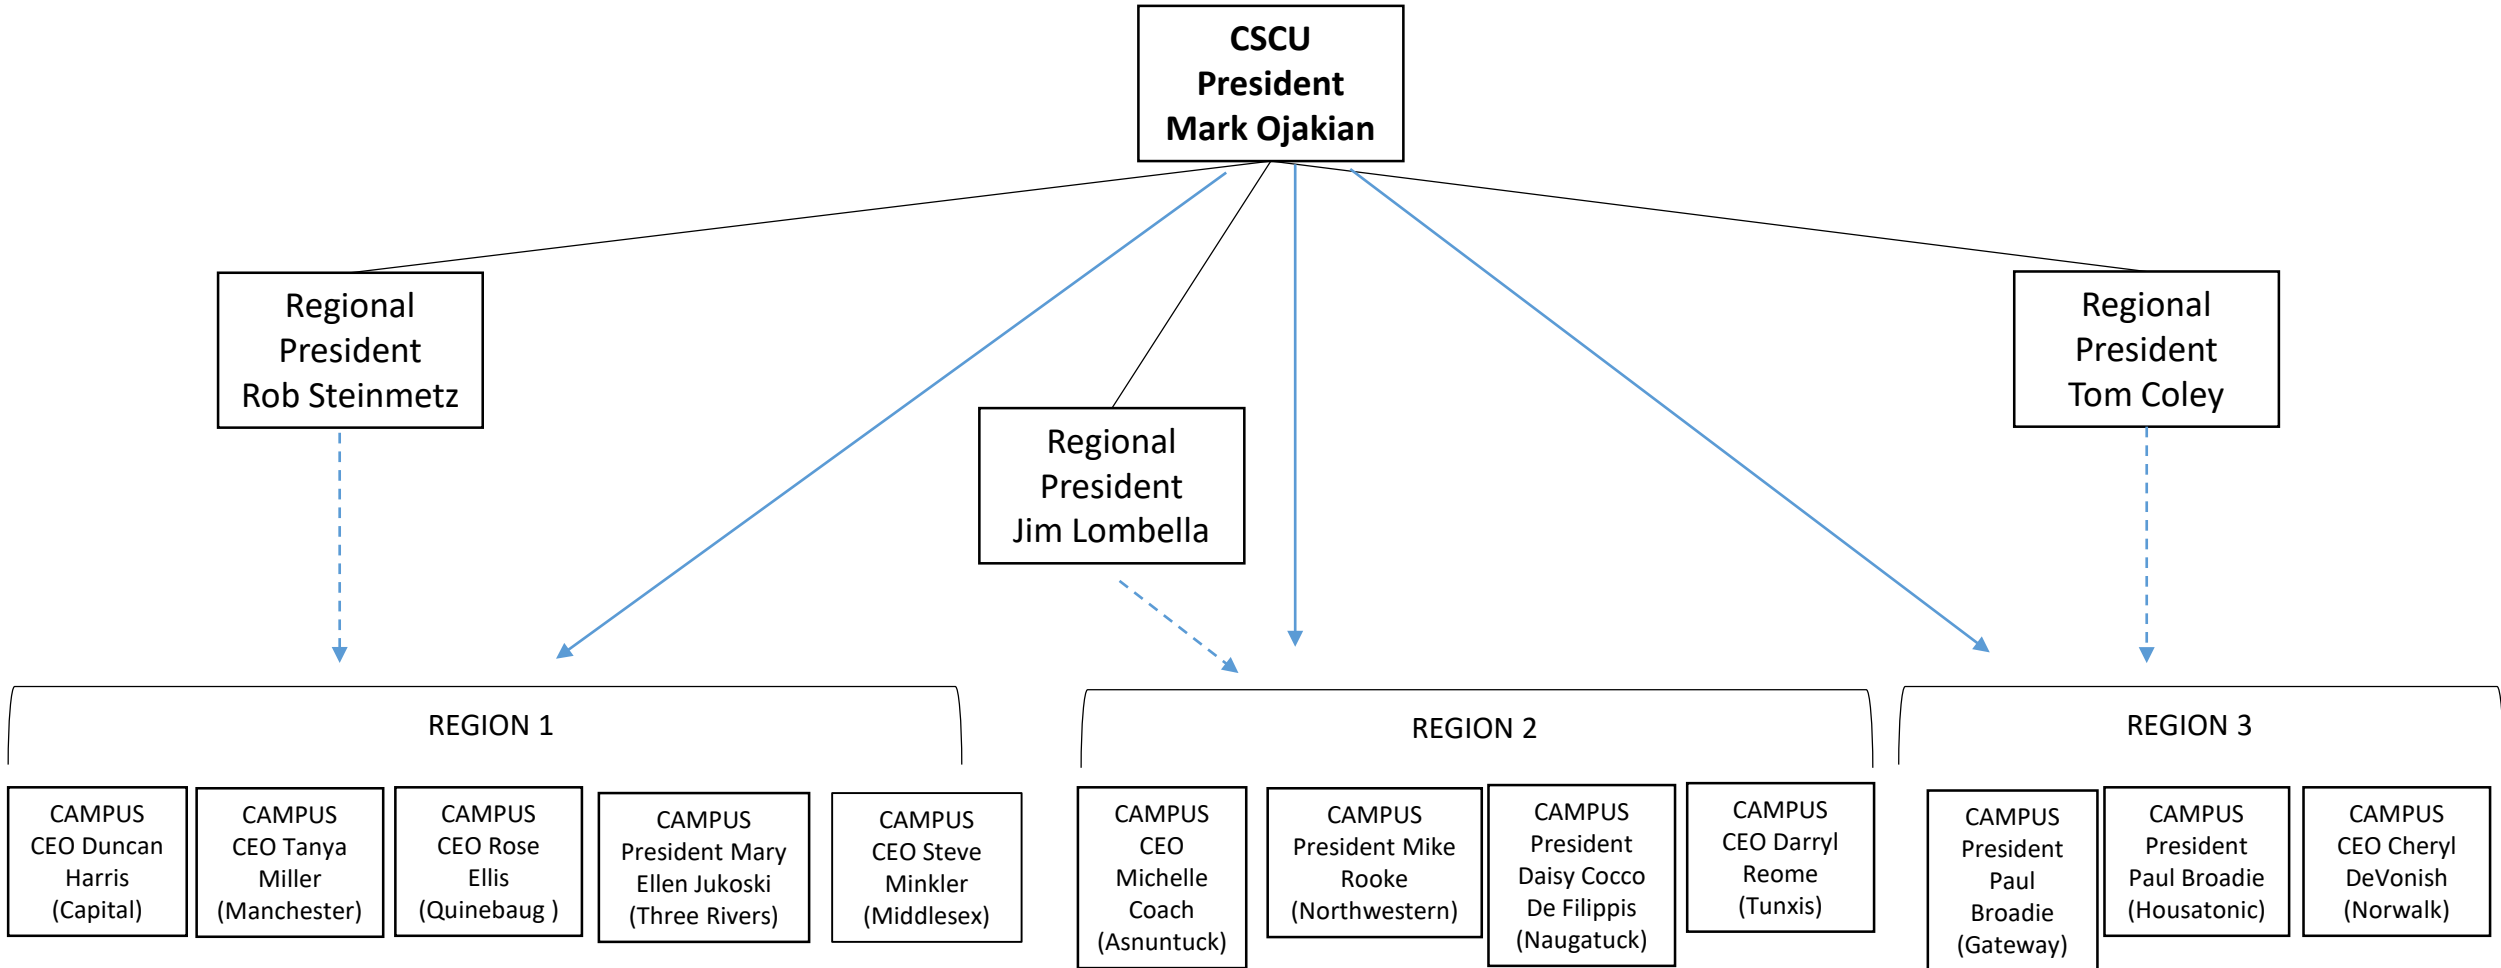 CSCU
President
Mark Ojakian
Regional
President
Rob Steinmetz
Regional
President
Jim Lombella
Regional
President
Tom Coley
REGION 1
REGION 2
REGION 3
CAMPUS
CEO Duncan
Harris
(Capital)
CAMPUS
CEO Tanya
Miller
(Manchester)
CAMPUS
CEO Rose
Ellis
(Quinebaug )
CAMPUS
President Mary
Ellen Jukoski
(Three Rivers)
CAMPUS
CEO Steve
Minkler
(Middlesex)
CAMPUS
CEO
Michelle
Coach
(Asnuntuck)
CAMPUS
President Mike
Rooke
(Northwestern)
CAMPUS
President
Daisy Cocco
De Filippis
(Naugatuck)
CAMPUS
CEO Darryl
Reome
(Tunxis)
CAMPUS
President
Paul
Broadie
(Gateway)
CAMPUS
President
Paul Broadie
(Housatonic)
CAMPUS
CEO Cheryl
DeVonish
(Norwalk)